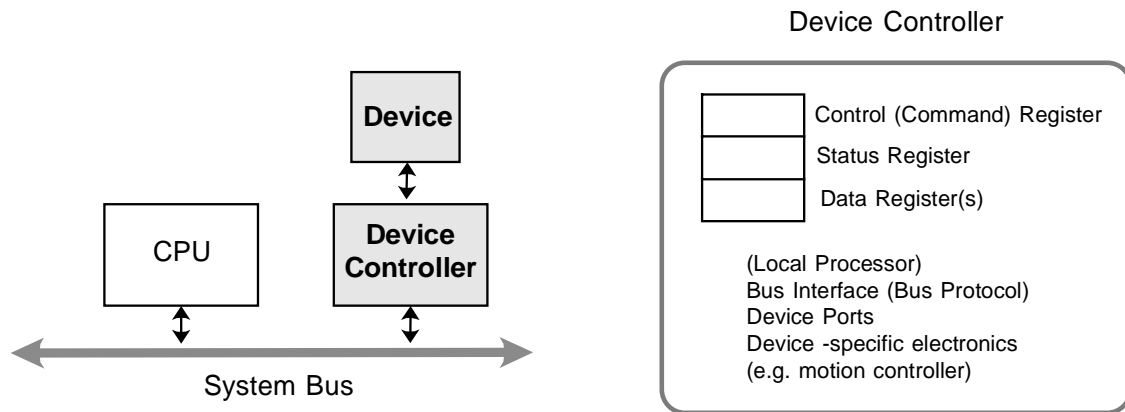 Device Controller
Device
CPU
Device
Controller
System Bus
Control (Command) Register
Status Register
Data Register(s)
(Local Processor)
Bus Interface (Bus Protocol)
Device Ports
Device -specific electronics
(e.g. motion controller)